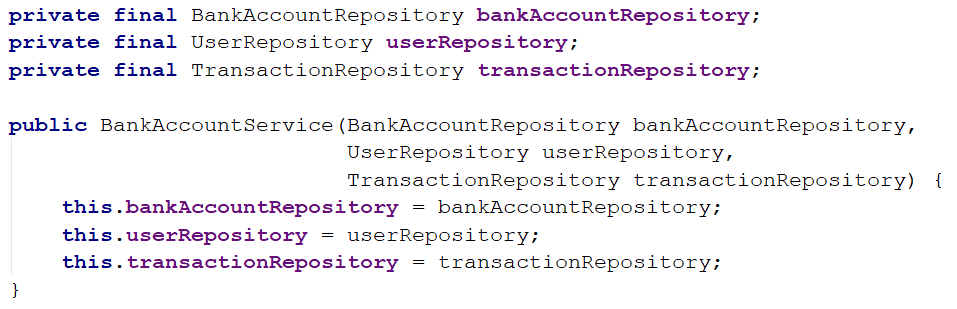 private final BankAccountRepository bankAccountRepository;
private final UserRepository userRepository;
private final TransactionRepository transactionRepository;
public BankAccountService(BankAccountRepository bankAccountRepository,
UserRepository userRepository,
TransactionRepository transactionRepository) {
this.bankAccountRepository = bankAccountRepository;
this.userRepository = userRepository;
this.transactionRepository = transactionRepository;
}